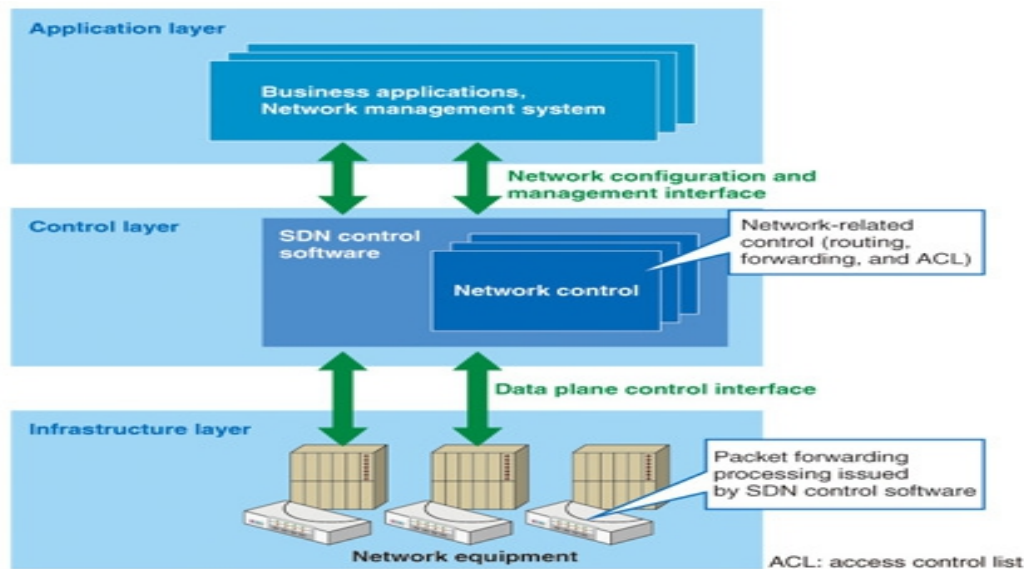 Application layer
Business applications,
Network management system
Network configuration and
management interface
Control layer
SDN control
software
Network control
Network-related
control (routing,
forwarding, and ACL)
Data plane control interface
Infrastructure layer
Packet forwarding
processing issued
by SDN control software
Network equipment
ACL: access control list